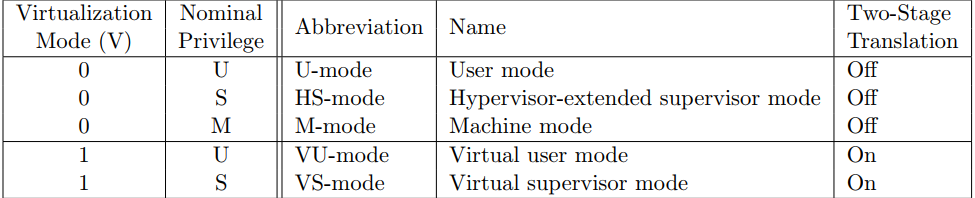 Virtualization Mode (V) | Nominal Privilege | Abbreviation | Name | Two-Stage Translation
0 | U | U-mode | User mode | Off
0 | S | HS-mode | Hypervisor-extended supervisor mode | Off
0 | M | M-mode | Machine mode | Off
1 | U | VU-mode | Virtual user mode | On
1 | S | VS-mode | Virtual supervisor mode | On